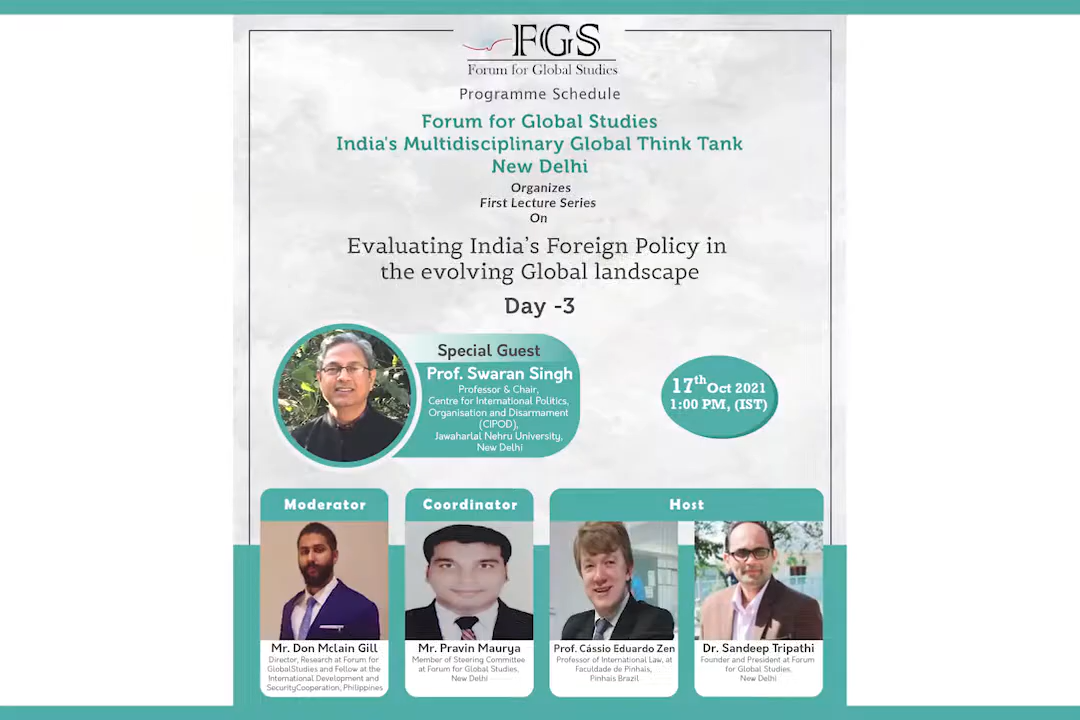 FGS
Forum for Global Studies
Programme Schedule
Forum for Global Studies
India's Multidisciplinary Global Think Tank
New Delhi
Organizes
First Lecture Series
On
Evaluating India's Foreign Policy in
the evolving Global landscape
Day -3
Special Guest
Prof. Swaran Singh
Professor & Chair,
Centre for International Politics,
Organisation and Disarmament
(CIPOD),
Jawaharlal Nehru University,
New Delhi
17th Oct 2021
1:00 PM, (IST)
Moderator
Mr. Don Mclain Gill
Director, Research at Forum for
GlobalStudies and Fellow at the
International Development and
SecurityCooperation, Philippines
Coordinator
Mr. Pravin Maurya
Member of Steering Committee
at Forum for Global Studies,
New Delhi
Host
Prof. Cássio Eduardo Zen
Professor of International Law, at
Faculdade de Pinhais,
Pinhais Brazil
Dr. Sandeep Tripathi
Founder and President at Forum
for Global Studies,
New Delhi